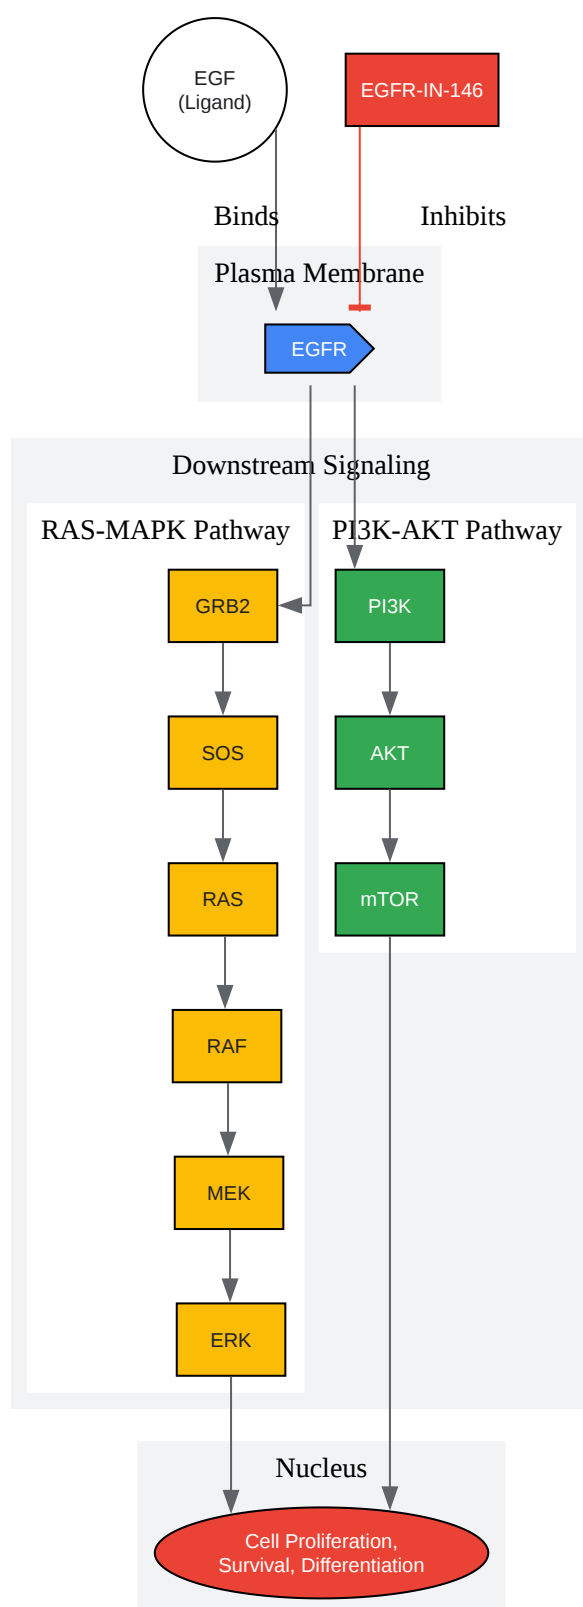 EGF
(Ligand)
EGFR-IN-146
Binds
Inhibits
Plasma Membrane
EGFR
Downstream Signaling
RAS-MAPK Pathway
PI3K-AKT Pathway
GRB2
PI3K
SOS
AKT
RAS
mTOR
RAF
MEK
ERK
Nucleus
Cell Proliferation,
Survival, Differentiation